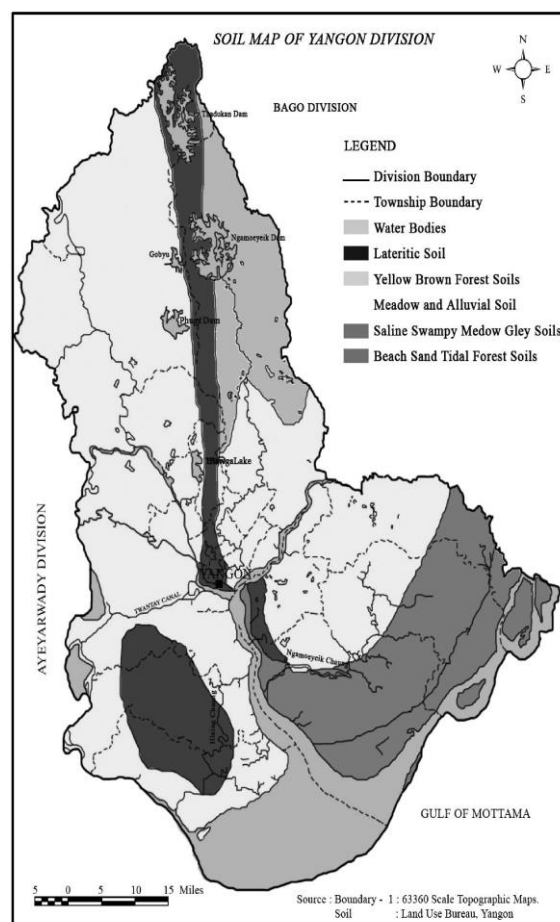 SOIL MAP OF YANGON DIVISION
N
W E
S
BAGO DIVISION
Thadukan Dam
LEGEND
Division Boundary
Township Boundary
Water Bodies
Lateritic Soil
Yellow Brown Forest Soils
Meadow and Alluvial Soil
Saline Swampy Medow Gley Soils
Beach Sand Tidal Forest Soils
Ngamoeyeik Dam
Gobyu
Phugyi Dam
HlawgaLake
YANGON
AYEYARWADY DIVISION
TWANTAY CANAL
Ngamoeyeik Chaung
GULF OF MOTTAMA
5 0 5 10 15 Miles
Source : Boundary - 1 : 63360 Scale Topographic Maps.
Soil : Land Use Bureau, Yangon